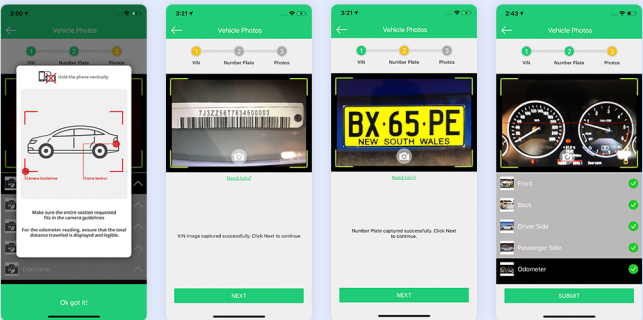 3:00
Vehicle Photos
1
2
3
VIN
Number Plate
Photos
Hold the phone vertically
Camera Guidelines
Entire Section
Make sure the entire section requested
fits in the camera guidelines
For the odometer reading, ensure that the total
distance travelled is displayed and legible.
Odometer
Ok got it!
3:21
Vehicle Photos
1
2
3
VIN
Number Plate
Photos
Need help?
VIN Image captured successfully. Click Next to continue
NEXT
3:21
Vehicle Photos
1
2
3
VIN
Number Plate
Photos
BX·65·PE
NEW SOUTH WALES
Need help?
Number Plate captured successfully. Click Next
to continue.
NEXT
2:43
Vehicle Photos
1
2
3
VIN
Number Plate
Photos
Front
Back
Driver Side
Passenger Side
Odometer
SUBMIT